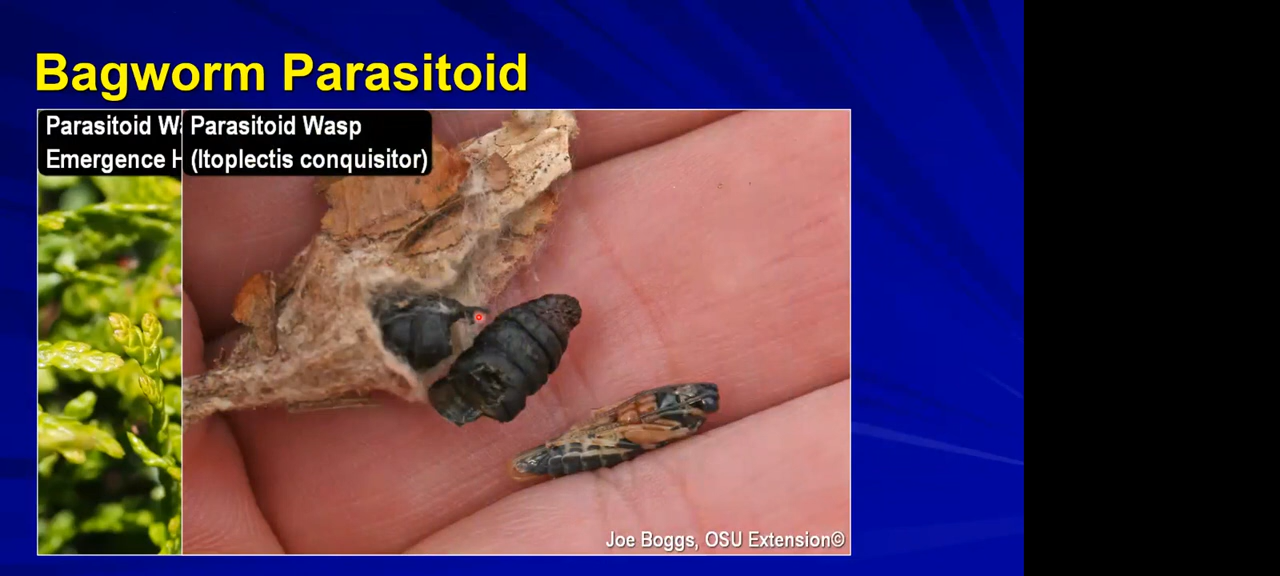 Bagworm Parasitoid
Parasitoid W
Emergence H
Parasitoid Wasp
(Itoplectis conquisitor)
Joe Boggs, OSU Extension©